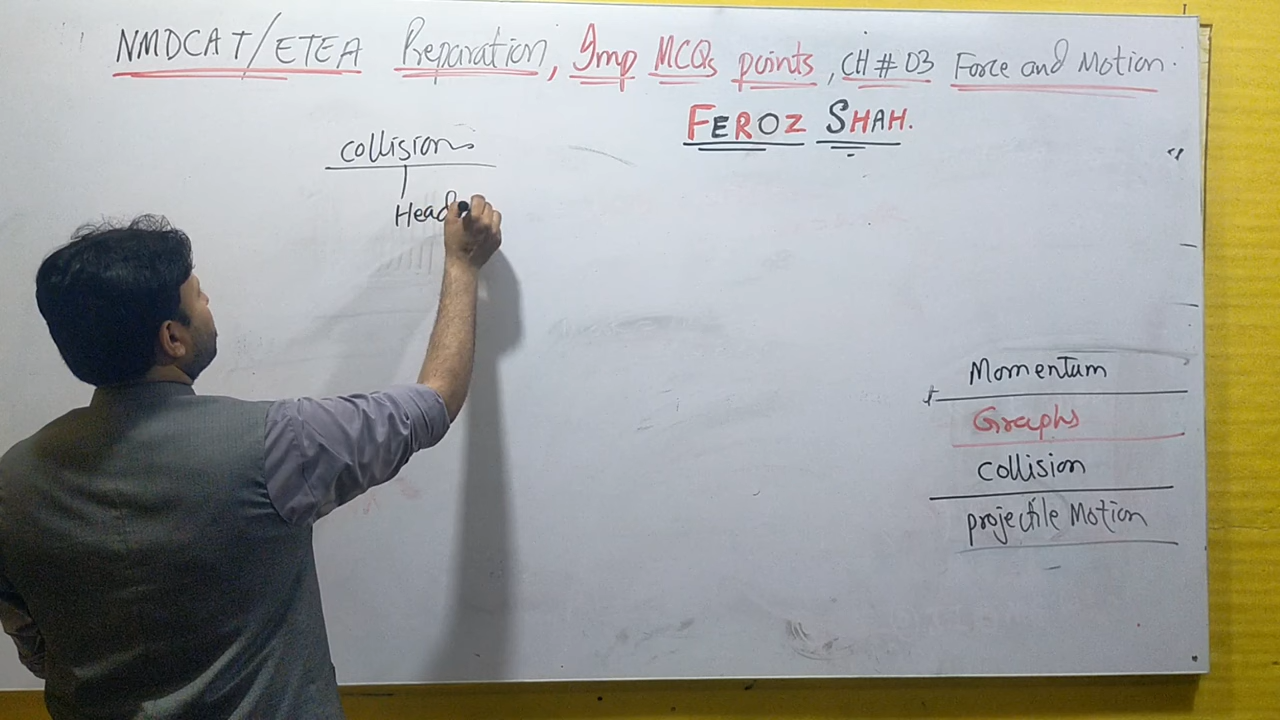 NMDCAT/ETEA Preparation, Imp MCQs points, CH # 03 Force and Motion.
FEROZ SHAH.
collisions
Head
Momentum
Graphs
collision
projectile Motion